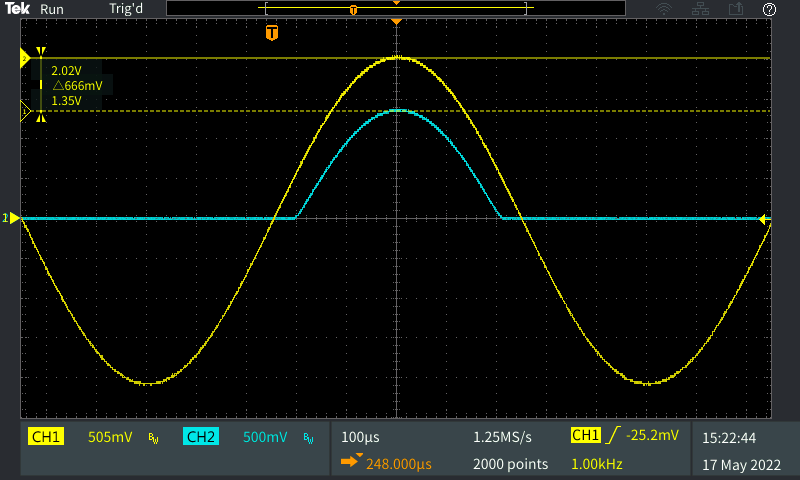 Tek Run Trig'd
T
T
2
2.02V
△666mV
1.35V
1
CH1 505mV BW CH2 500mV BW 100µs 1.25MS/s CH1 -25.2mV 15:22:44
248.000µs 2000 points 1.00kHz 17 May 2022